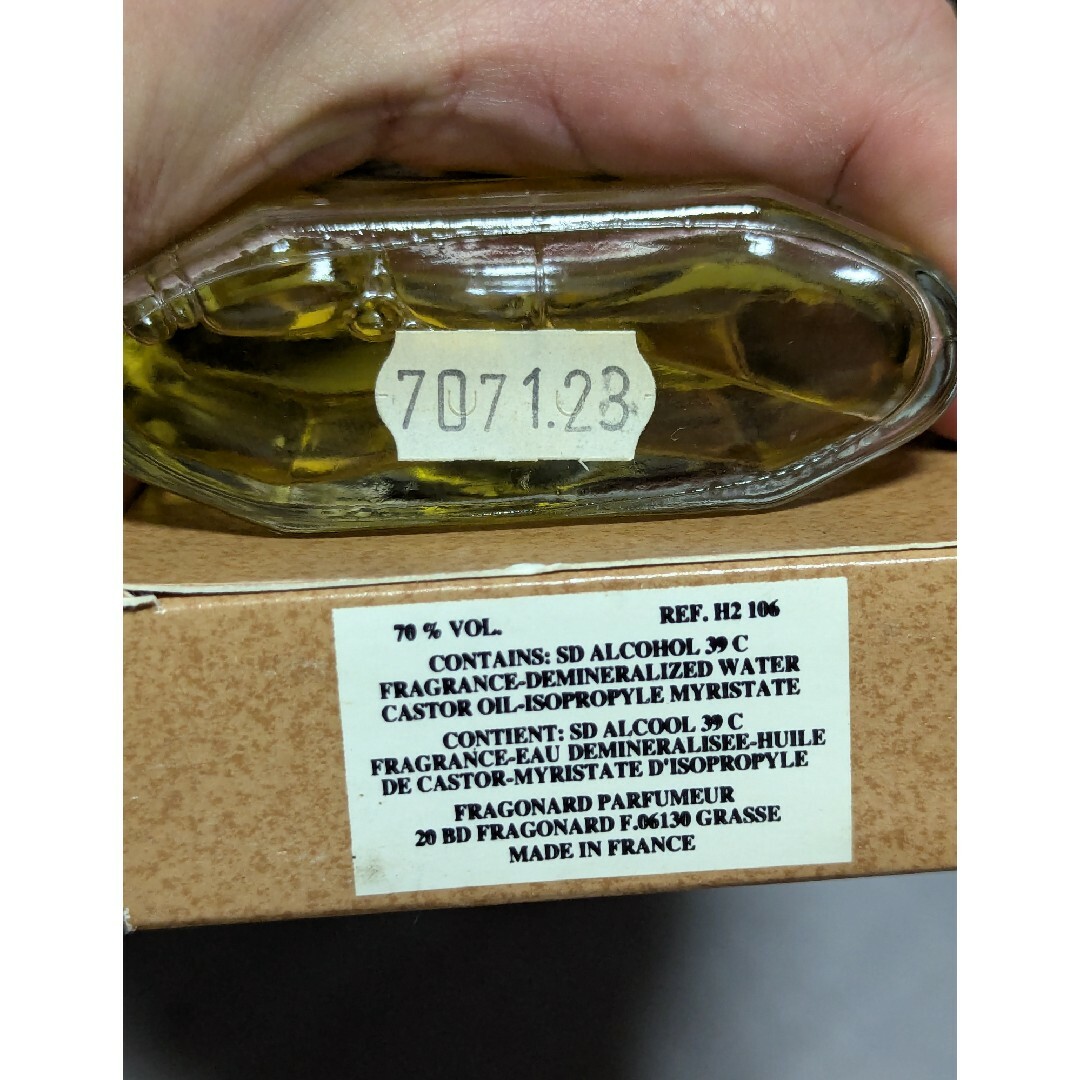 7071.23
70 % VOL. REF. H2 106
CONTAINS: SD ALCOHOL 39 C
FRAGRANCE-DEMINERALIZED WATER
CASTOR OIL-ISOPROPYLE MYRISTATE
CONTIENT: SD ALCOOL 39 C
FRAGRANCE-EAU DEMINERALISEE-HUILE
DE CASTOR-MYRISTATE D'ISOPROPYLE
FRAGONARD PARFUMEUR
20 BD FRAGONARD F.06130 GRASSE
MADE IN FRANCE